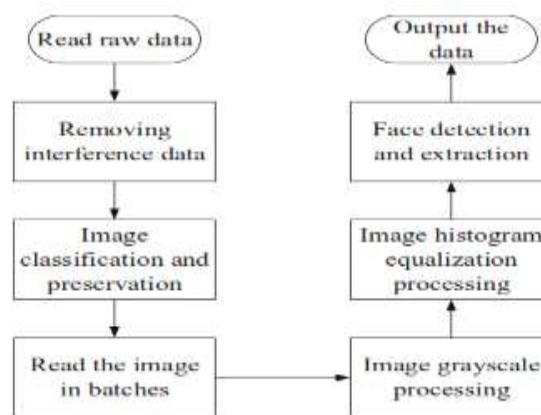 Read raw data
Removing
interference data
Image
classification and
preservation
Read the image
in batches
Image grayscale
processing
Image histogram
equalization
processing
Face detection
and extraction
Output the
data